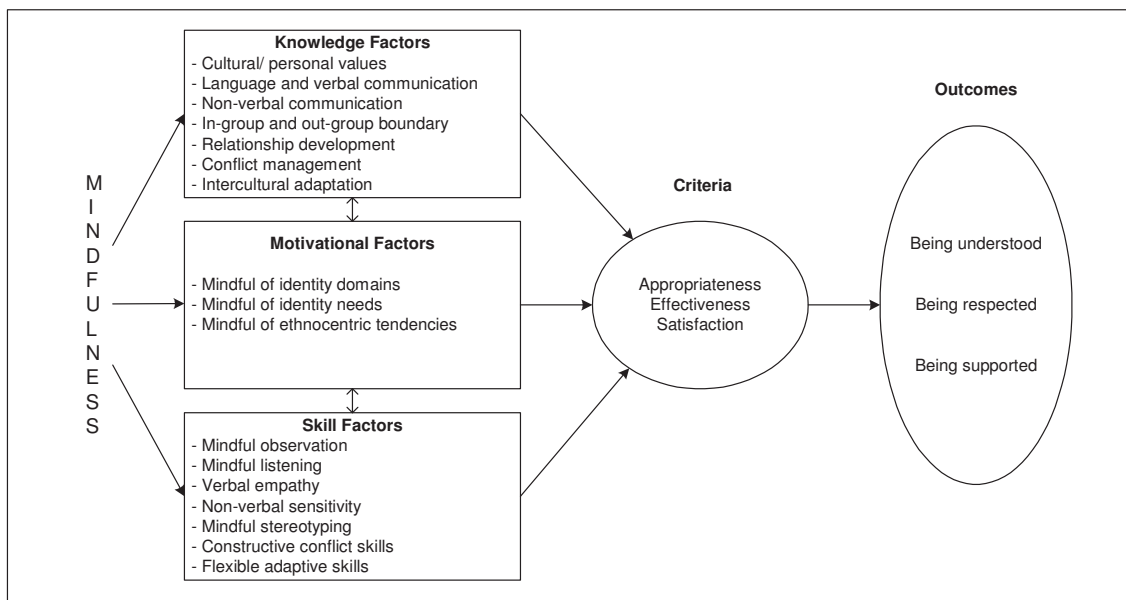 MINDFULNESS
Knowledge Factors
- Cultural/ personal values
- Language and verbal communication
- Non-verbal communication
- In-group and out-group boundary
- Relationship development
- Conflict management
- Intercultural adaptation
Motivational Factors
- Mindful of identity domains
- Mindful of identity needs
- Mindful of ethnocentric tendencies
Skill Factors
- Mindful observation
- Mindful listening
- Verbal empathy
- Non-verbal sensitivity
- Mindful stereotyping
- Constructive conflict skills
- Flexible adaptive skills
Criteria
Appropriateness
Effectiveness
Satisfaction
Outcomes
Being understood
Being respected
Being supported